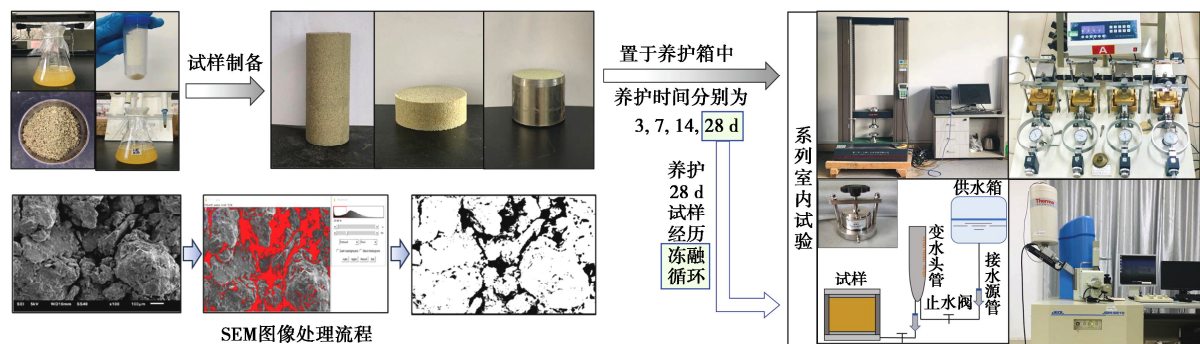 试样制备
置于养护箱中
养护时间分别为
3, 7, 14, 28 d
养护
28 d
试样
经历
冻融
循环
系列室内试验
A
供水箱
变水头管
接水源管
试样
止水阀
SEM图像处理流程